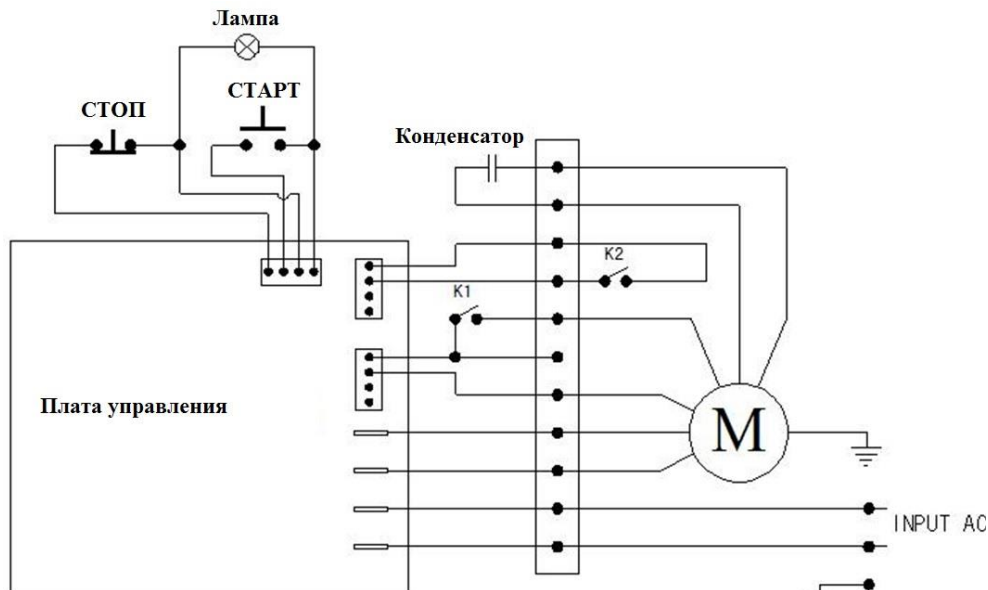 Лампа
СТАРТ
СТОП
Конденсатор
K2
K1
Плата управления
M
INPUT AC